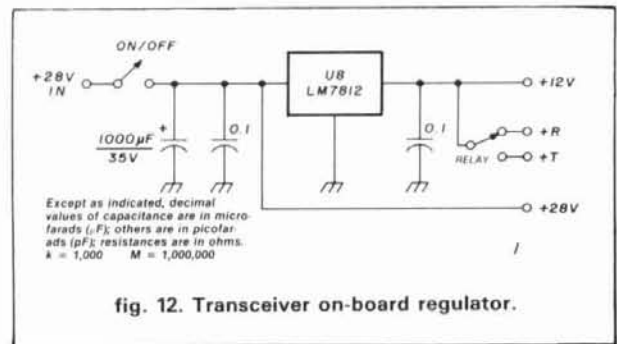 ON/OFF
+28V
IN
U8
LM7812
+12V
+
1000µF
35V
0.1
0.1
RELAY
+R
+T
+28V
Except as indicated, decimal
values of capacitance are in micro-
farads (µF); others are in picofar-
ads (pF); resistances are in ohms.
k = 1,000 M = 1,000,000
fig. 12. Transceiver on-board regulator.